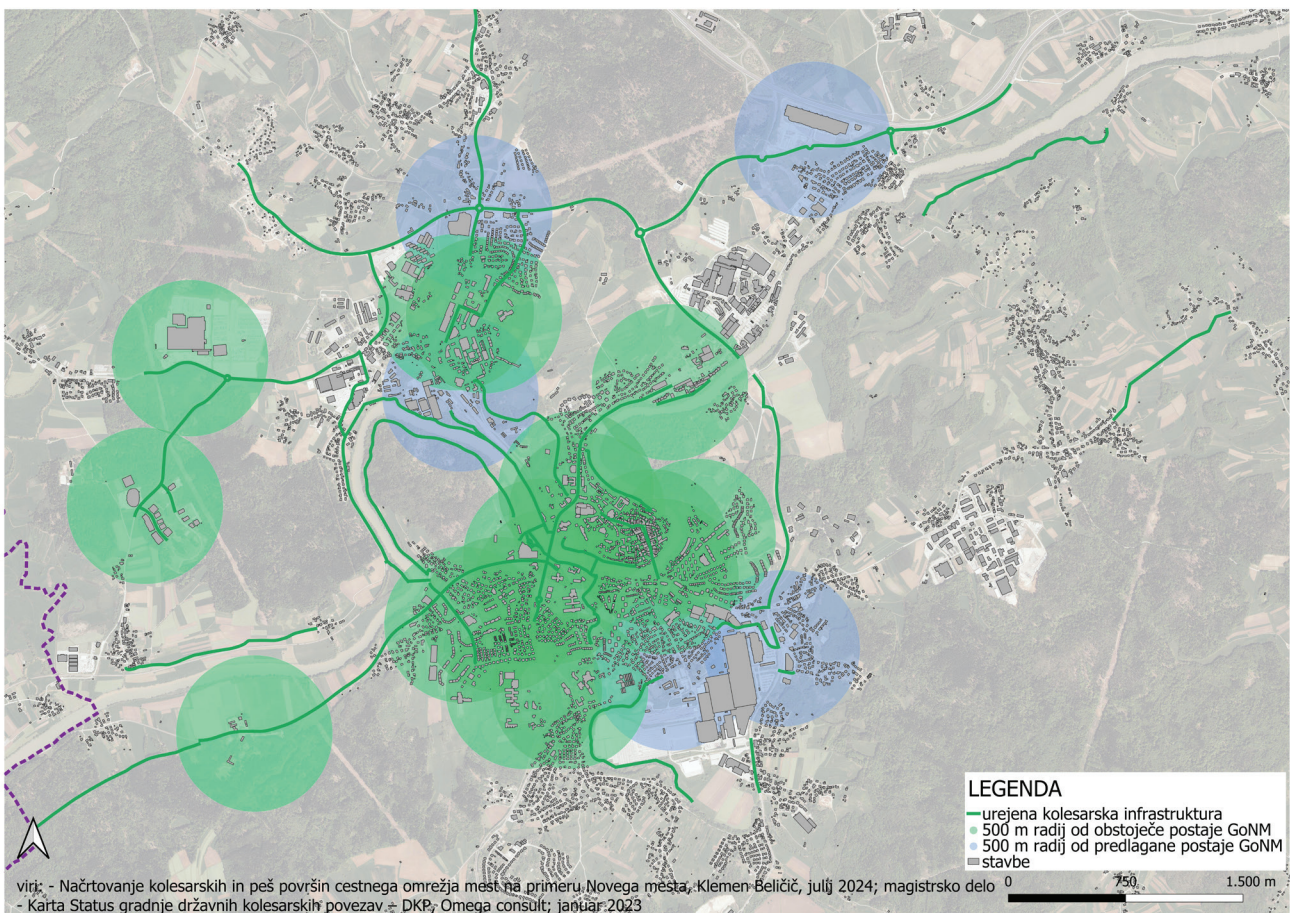 LEGENDA
urejena kolesarska infrastruktura
500 m radij od obstoječe postaje GoNM
500 m radij od predlagane postaje GoNM
stavbe
viri: - Načrtovanje kolesarskih in peš površin cestnega omrežja mest na primeru Novega mesta, Klemen Beličič, julij 2024; magistrsko delo
- Karta Status gradnje državnih kolesarskih povezav – DKP, Omega consult; januar 2023
0 750 1.500 m